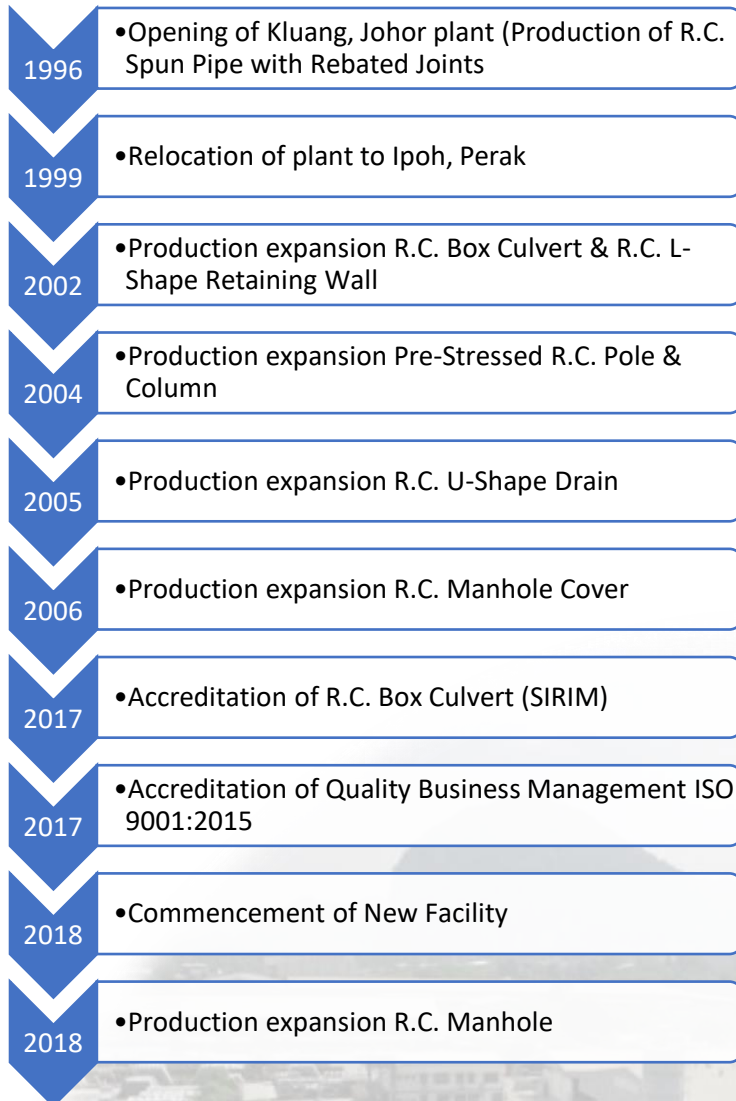 1996
•Opening of Kluang, Johor plant (Production of R.C.
Spun Pipe with Rebated Joints
1999
•Relocation of plant to Ipoh, Perak
2002
•Production expansion R.C. Box Culvert & R.C. L-
Shape Retaining Wall
2004
•Production expansion Pre-Stressed R.C. Pole &
Column
2005
•Production expansion R.C. U-Shape Drain
2006
•Production expansion R.C. Manhole Cover
2017
•Accreditation of R.C. Box Culvert (SIRIM)
2017
•Accreditation of Quality Business Management ISO
9001:2015
2018
•Commencement of New Facility
2018
•Production expansion R.C. Manhole